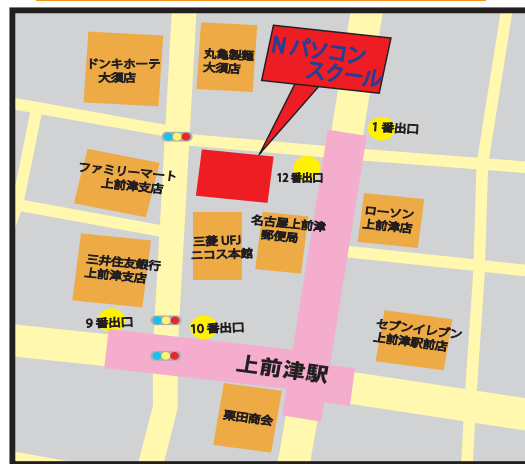 ドンキホーテ
大須店
丸亀製麺
大須店
Nパソコン
スクール
1番出口
ファミリーマート
上前津支店
12番出口
三菱UFJ
ニコス本館
名古屋上前津
郵便局
ローソン
上前津店
三井住友銀行
上前津支店
9番出口
10番出口
セブンイレブン
上前津駅前店
上前津駅
栗田商会